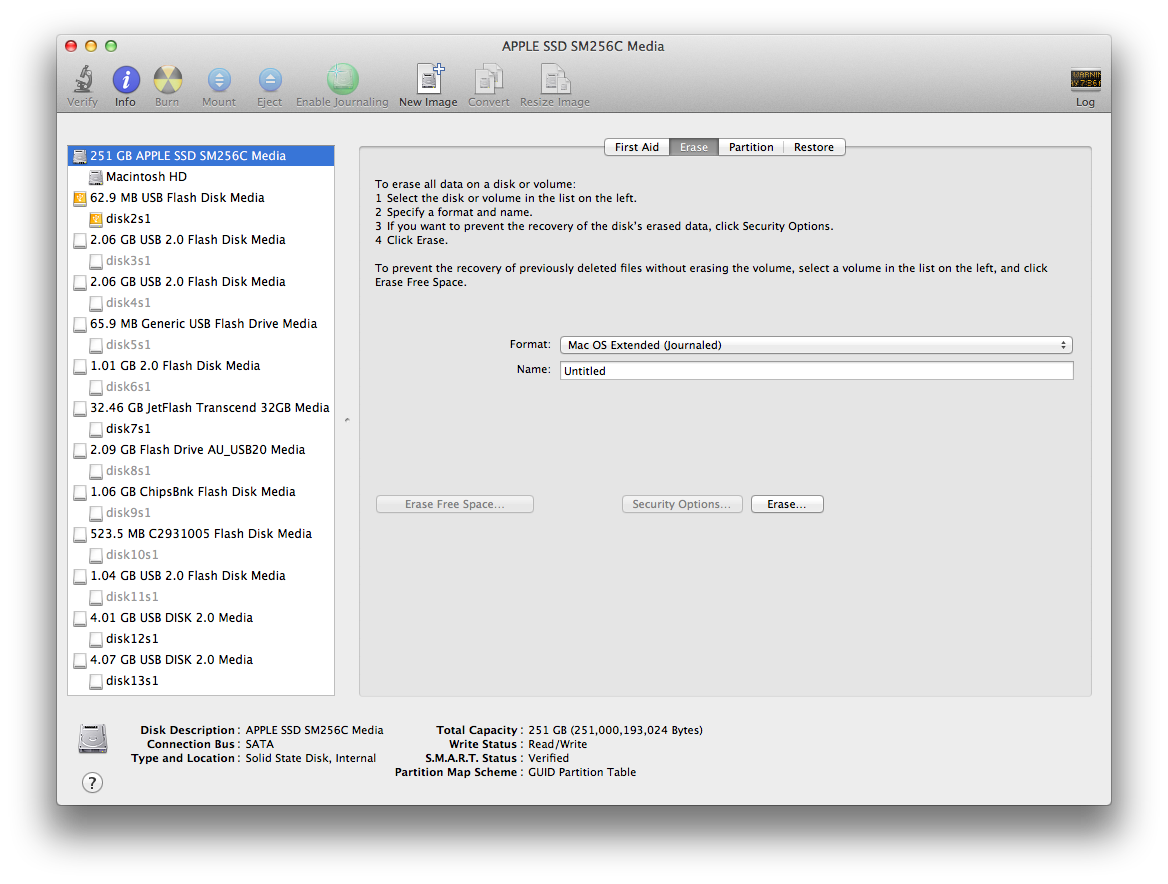 APPLE SSD SM256C Media
Verify Info Burn Mount Eject Enable Journaling New Image Convert Resize Image Log
First Aid Erase Partition Restore
251 GB APPLE SSD SM256C Media
Macintosh HD
62.9 MB USB Flash Disk Media
disk2s1
2.06 GB USB 2.0 Flash Disk Media
disk3s1
2.06 GB USB 2.0 Flash Disk Media
disk4s1
65.9 MB Generic USB Flash Drive Media
disk5s1
1.01 GB 2.0 Flash Disk Media
disk6s1
32.46 GB JetFlash Transcend 32GB Media
disk7s1
2.09 GB Flash Drive AU_USB20 Media
disk8s1
1.06 GB ChipsBnk Flash Disk Media
disk9s1
523.5 MB C2931005 Flash Disk Media
disk10s1
1.04 GB USB 2.0 Flash Disk Media
disk11s1
4.01 GB USB DISK 2.0 Media
disk12s1
4.07 GB USB DISK 2.0 Media
disk13s1
To erase all data on a disk or volume:
1 Select the disk or volume in the list on the left.
2 Specify a format and name.
3 If you want to prevent the recovery of the disk's erased data, click Security Options.
4 Click Erase.
To prevent the recovery of previously deleted files without erasing the volume, select a volume in the list on the left, and click
Erase Free Space.
Format: Mac OS Extended (Journaled)
Name: Untitled
Erase Free Space... Security Options... Erase...
Disk Description : APPLE SSD SM256C Media
Connection Bus : SATA
Type and Location : Solid State Disk, Internal
Total Capacity : 251 GB (251,000,193,024 Bytes)
Write Status : Read/Write
S.M.A.R.T. Status : Verified
Partition Map Scheme : GUID Partition Table
?